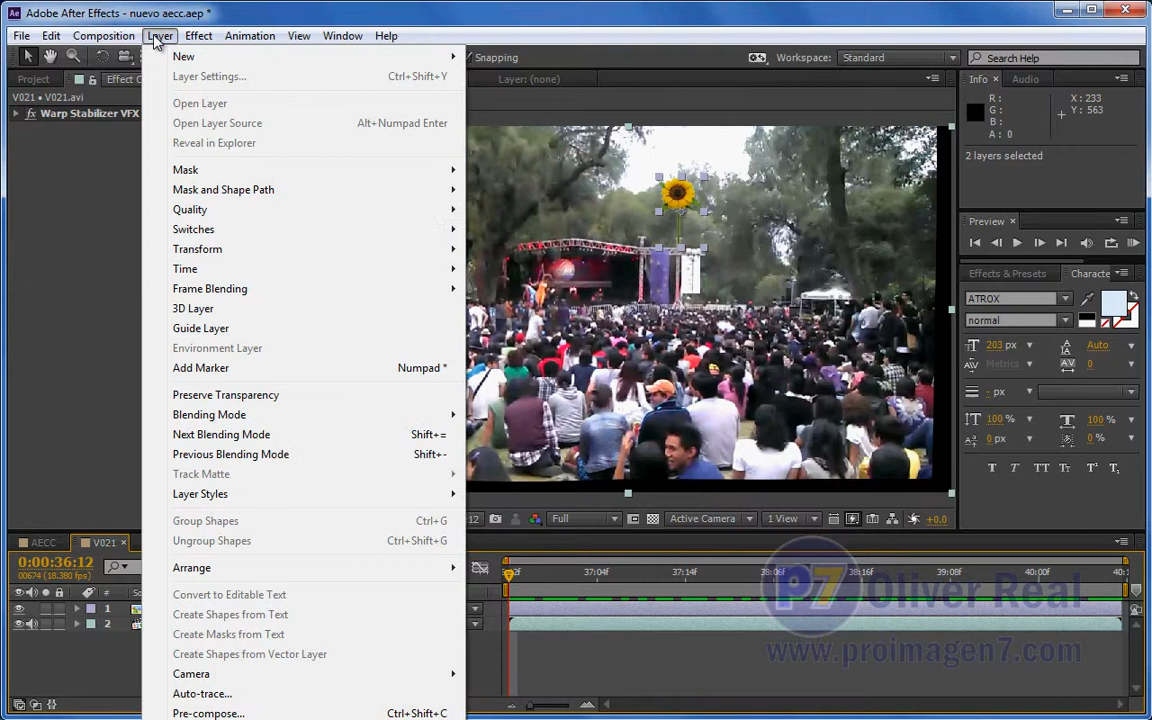 Adobe After Effects - nuevo aecc.aep *
File Edit Composition Layer Effect Animation View Window Help
Snapping Workspace: Standard Search Help
Project Effect C Layer: (none) Info Audio
V021 • V021.avi
fx Warp Stabilizer VFX
R: X: 233
G: Y: 563
B:
A: 0
2 layers selected
Preview
Effects & Presets Characte
ATROX
normal
203 px Auto
Metrics 0
- px
100 % 100 %
0 px 0 %
T T TT Tт T¹ T₁
New
Layer Settings... Ctrl+Shift+Y
Open Layer
Open Layer Source Alt+Numpad Enter
Reveal in Explorer
Mask
Mask and Shape Path
Quality
Switches
Transform
Time
Frame Blending
3D Layer
Guide Layer
Environment Layer
Add Marker Numpad *
Preserve Transparency
Blending Mode
Next Blending Mode Shift+=
Previous Blending Mode Shift+-
Track Matte
Layer Styles
Group Shapes Ctrl+G
Ungroup Shapes Ctrl+Shift+G
Arrange
Convert to Editable Text
Create Shapes from Text
Create Masks from Text
Create Shapes from Vector Layer
Camera
Auto-trace...
Pre-compose... Ctrl+Shift+C
12 Full Active Camera 1 View +0.0
AECC V021
0:00:36:12
00674 (18.380 fps)
2f 37:04f 37:14f 38:06f 38:16f 39:08f 40:00f 40:1
1
2
P7 Oliver Real
www.proimagen7.com